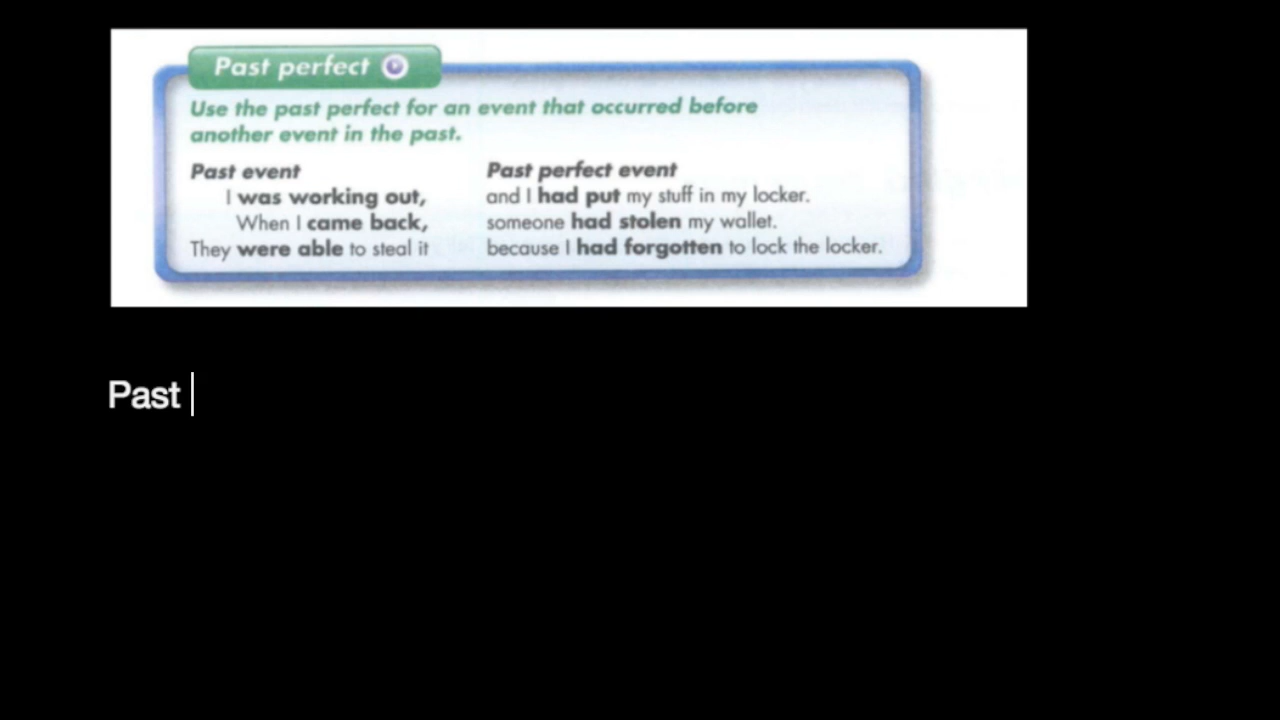 Past perfect
Use the past perfect for an event that occurred before
another event in the past.
Past event Past perfect event
I was working out, and I had put my stuff in my locker.
When I came back, someone had stolen my wallet.
They were able to steal it because I had forgotten to lock the locker.
Past